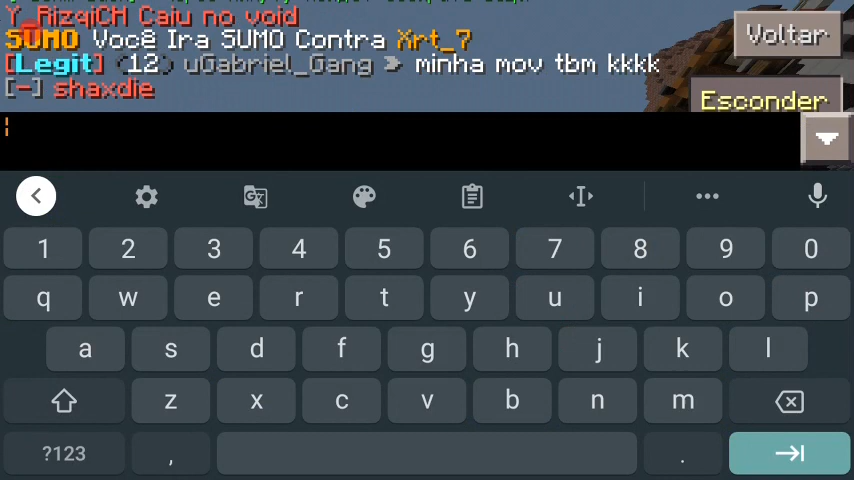 Y_RizqiCH Caiu no void
SUMO Você Ira SUMO Contra Xrt_7
[Legit] (12) uGabriel_Gang minha mov tbm kkkk
[-] shaxdie
Voltar
Esconder
1 2 3 4 5 6 7 8 9 0
q w e r t y u i o p
a s d f g h j k l
z x c v b n m
?123 , .